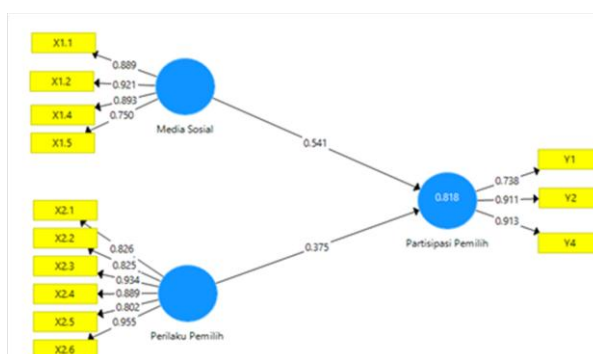 X1.1
X1.2
X1.4
X1.5
0.889
0.921
0.893
0.750
Media Sosial
0.541
X2.1
X2.2
X2.3
X2.4
X2.5
X2.6
0.826
0.825
0.934
0.889
0.802
0.955
Perilaku Pemilih
0.375
0.818
Partisipasi Pemilih
0.738
0.911
0.913
Y1
Y2
Y4